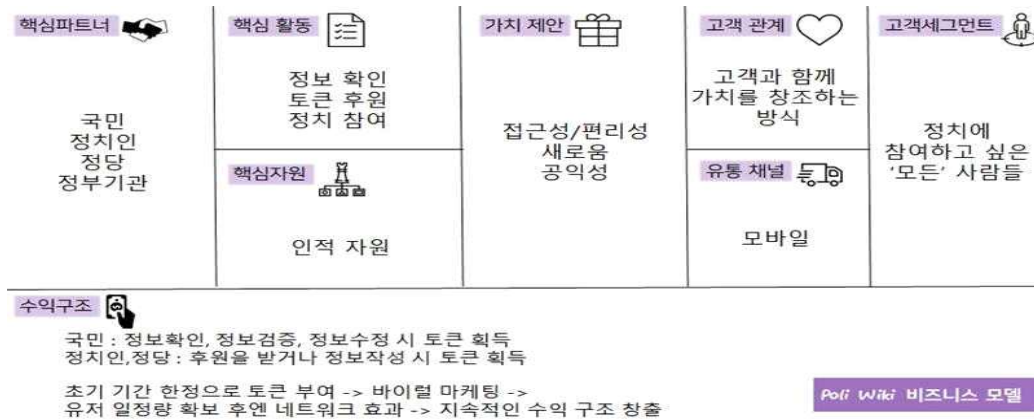 핵심파트너
국민
정치인
정당
정부기관
핵심 활동
정보 확인
토큰 후원
정치 참여
핵심자원
인적 자원
가치 제안
접근성/편리성
새로움
공익성
고객 관계
고객과 함께
가치를 창조하는
방식
유통 채널
모바일
고객세그먼트
정치에
참여하고 싶은
'모든' 사람들
수익구조
국민 : 정보확인, 정보검증, 정보수정 시 토큰 획득
정치인,정당 : 후원을 받거나 정보작성 시 토큰 획득
초기 기간 한정으로 토큰 부여 -> 바이럴 마케팅 ->
유저 일정량 확보 후엔 네트워크 효과 -> 지속적인 수익 구조 창출
Poli Wiki 비즈니스 모델